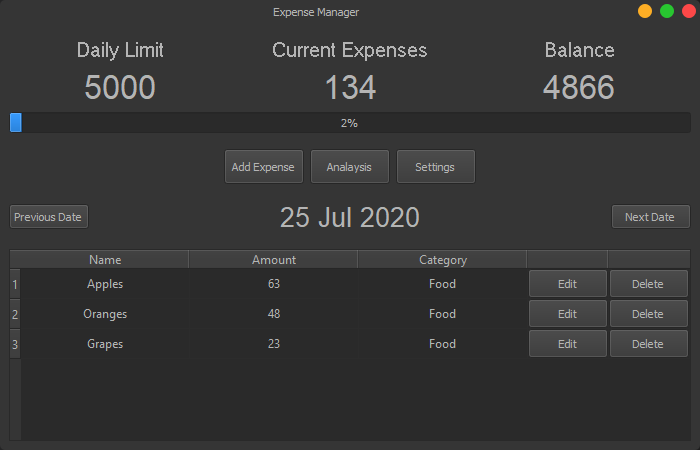 Expense Manager
Daily Limit Current Expenses Balance
5000 134 4866
2%
Add Expense Analaysis Settings
Previous Date 25 Jul 2020 Next Date
Name Amount Category
1 Apples 63 Food Edit Delete
2 Oranges 48 Food Edit Delete
3 Grapes 23 Food Edit Delete